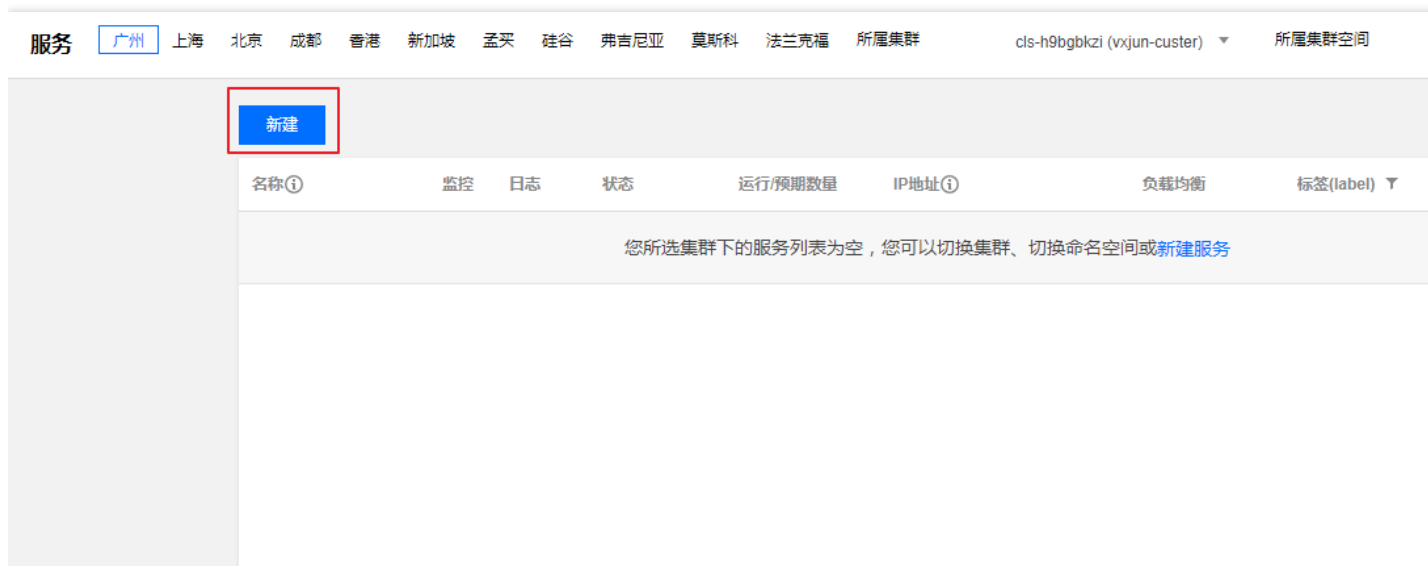 服务 广州 上海 北京 成都 香港 新加坡 孟买 硅谷 弗吉尼亚 莫斯科 法兰克福 所属集群 cls-h9bgbkzi (vxjun-custer) 所属集群空间
新建
名称 监控 日志 状态 运行/预期数量 IP地址 负载均衡 标签(label)
您所选集群下的服务列表为空，您可以切换集群、切换命名空间或新建服务